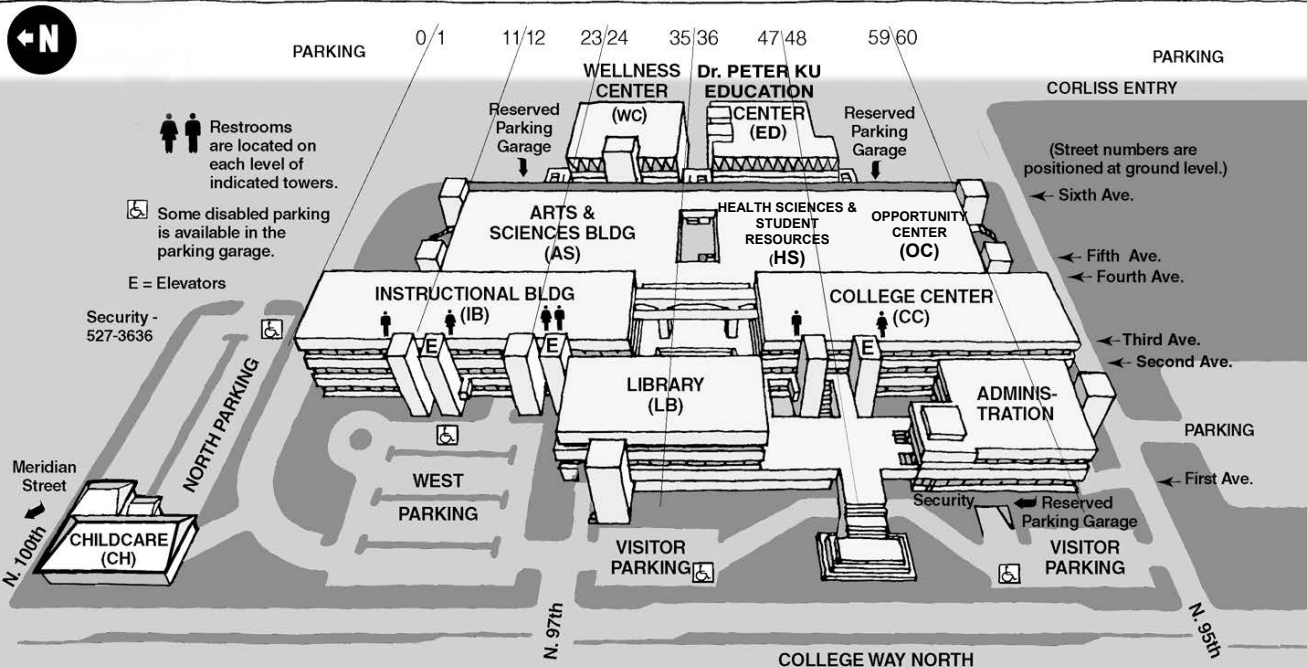 N
PARKING
0/1
11/12
23/24
35/36
47/48
59/60
PARKING
WELLNESS
CENTER
(WC)
Dr. PETER KU
EDUCATION
CENTER
(ED)
CORLISS ENTRY
Reserved
Parking
Garage
Reserved
Parking
Garage
Restrooms
are located on
each level of
indicated towers.
Some disabled parking
is available in the
parking garage.
E = Elevators
Security -
527-3636
(Street numbers are
positioned at ground level.)
Sixth Ave.
Fifth Ave.
Fourth Ave.
Third Ave.
Second Ave.
First Ave.
ARTS &
SCIENCES BLDG
(AS)
HEALTH SCIENCES &
STUDENT
RESOURCES
(HS)
OPPORTUNITY
CENTER
(OC)
INSTRUCTIONAL BLDG
(IB)
COLLEGE CENTER
(CC)
E
E
E
LIBRARY
(LB)
ADMINIS-
TRATION
PARKING
NORTH PARKING
WEST
PARKING
Meridian
Street
N. 100th
CHILDCARE
(CH)
VISITOR
PARKING
Security
Reserved
Parking Garage
VISITOR
PARKING
N. 97th
N. 95th
COLLEGE WAY NORTH